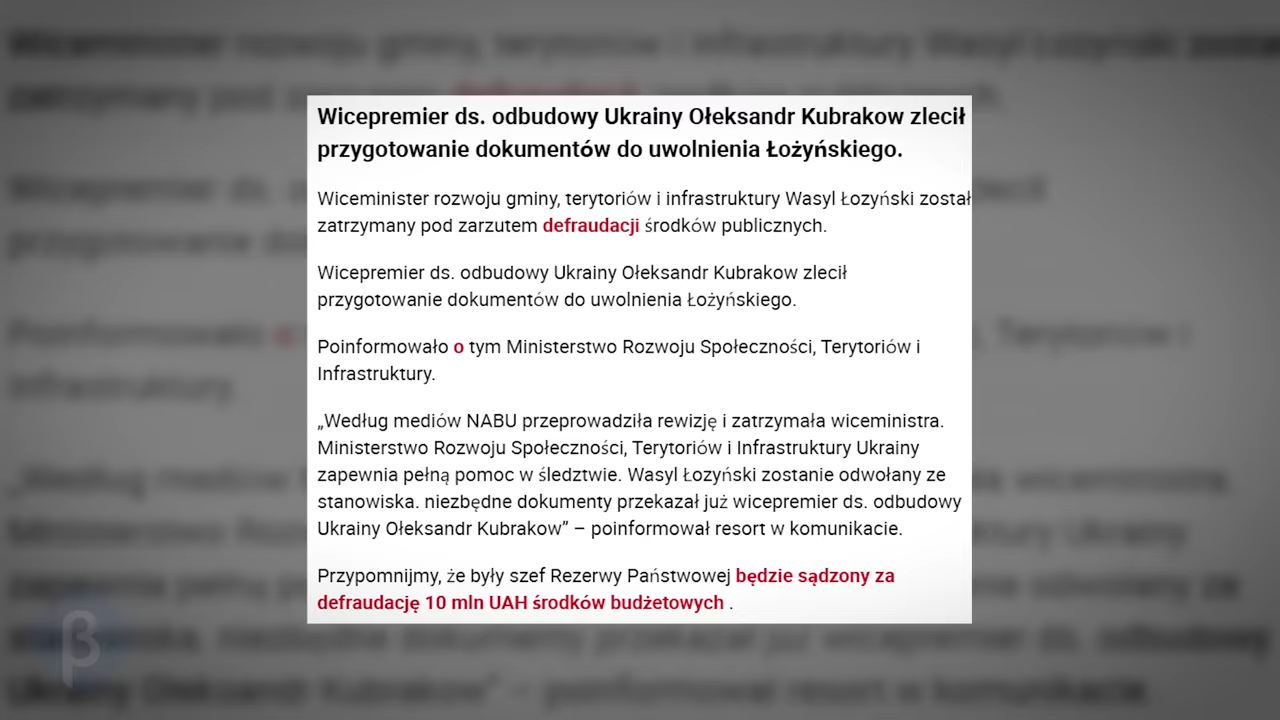 Wicepremier ds. odbudowy Ukrainy Ołeksandr Kubrakow zlecił
przygotowanie dokumentów do uwolnienia Łożyńskiego.
Wiceminister rozwoju gminy, terytoriów i infrastruktury Wasyl Łozyński został
zatrzymany pod zarzutem defraudacji środków publicznych.
Wicepremier ds. odbudowy Ukrainy Ołeksandr Kubrakow zlecił
przygotowanie dokumentów do uwolnienia Łożyńskiego.
Poinformowało o tym Ministerstwo Rozwoju Społeczności, Terytoriów i
Infrastruktury.
„Według mediów NABU przeprowadziła rewizję i zatrzymała wiceministra.
Ministerstwo Rozwoju Społeczności, Terytoriów i Infrastruktury Ukrainy
zapewnia pełną pomoc w śledztwie. Wasyl Łozyński zostanie odwołany ze
stanowiska. niezbędne dokumenty przekazał już wicepremier ds. odbudowy
Ukrainy Ołeksandr Kubrakow” – poinformował resort w komunikacie.
Przypomnijmy, że były szef Rezerwy Państwowej będzie sądzony za
defraudację 10 mln UAH środków budżetowych .
β